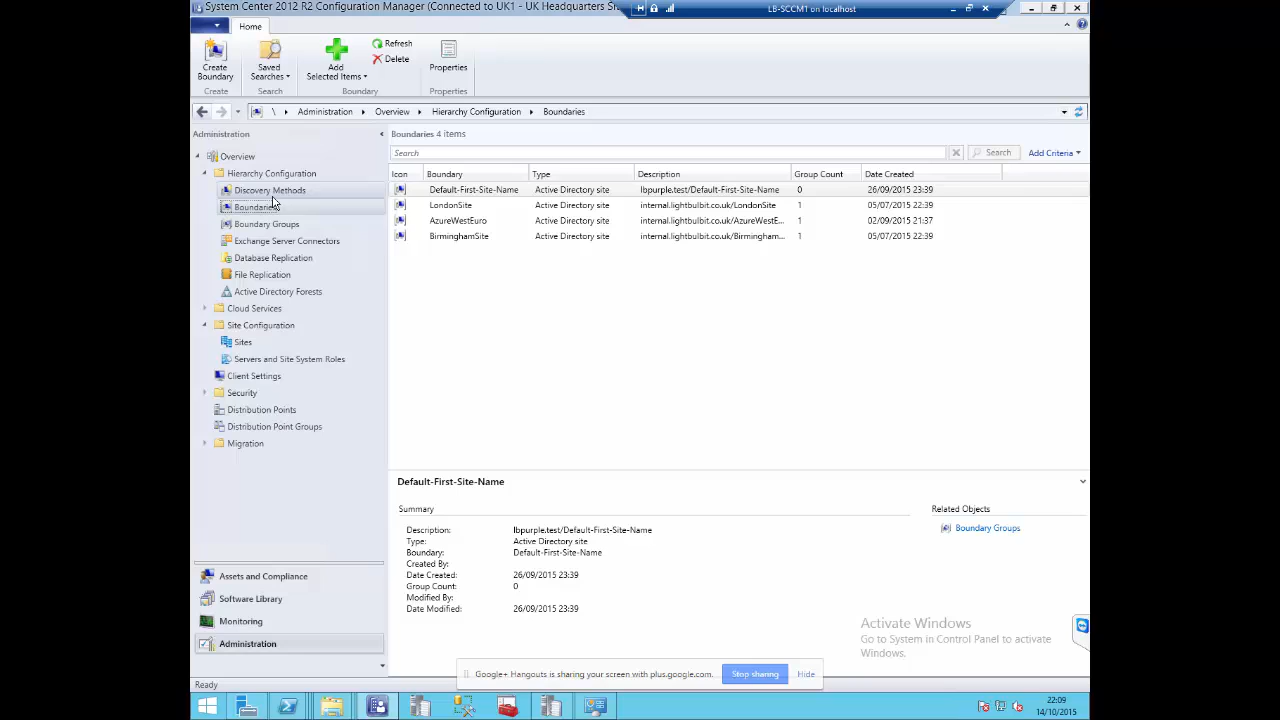 System Center 2012 R2 Configuration Manager (Connected to UK1 - UK Headquarters
LB-SCCM1 on localhost
Home
Create Boundary
Saved Searches
Add Selected Items
Refresh
Delete
Properties
Create
Search
Boundary
Properties
\ Administration Overview Hierarchy Configuration Boundaries
Administration
Overview
Hierarchy Configuration
Discovery Methods
Boundaries
Boundary Groups
Exchange Server Connectors
Database Replication
File Replication
Active Directory Forests
Cloud Services
Site Configuration
Sites
Servers and Site System Roles
Client Settings
Security
Distribution Points
Distribution Point Groups
Migration
Assets and Compliance
Software Library
Monitoring
Administration
Ready
Boundaries 4 items
Search
Search
Add Criteria
Icon Boundary Type Description Group Count Date Created
Default-First-Site-Name Active Directory site lbpurple.test/Default-First-Site-Name 0 26/09/2015 23:39
LondonSite Active Directory site internal.lightbulbit.co.uk/LondonSite 1 05/07/2015 22:39
AzureWestEuro Active Directory site internal.lightbulbit.co.uk/AzureWestE... 1 02/09/2015 21:37
BirminghamSite Active Directory site internal.lightbulbit.co.uk/Birmingham... 1 05/07/2015 22:39
Default-First-Site-Name
Summary
Description: lbpurple.test/Default-First-Site-Name
Type: Active Directory site
Boundary: Default-First-Site-Name
Created By:
Date Created: 26/09/2015 23:39
Group Count: 0
Modified By:
Date Modified: 26/09/2015 23:39
Related Objects
Boundary Groups
Activate Windows
Go to System in Control Panel to activate
Windows.
Google+ Hangouts is sharing your screen with plus.google.com.
Stop sharing
Hide
22:09
14/10/2015